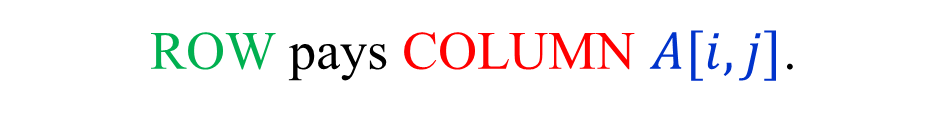 ROW pays COLUMN A[i, j].